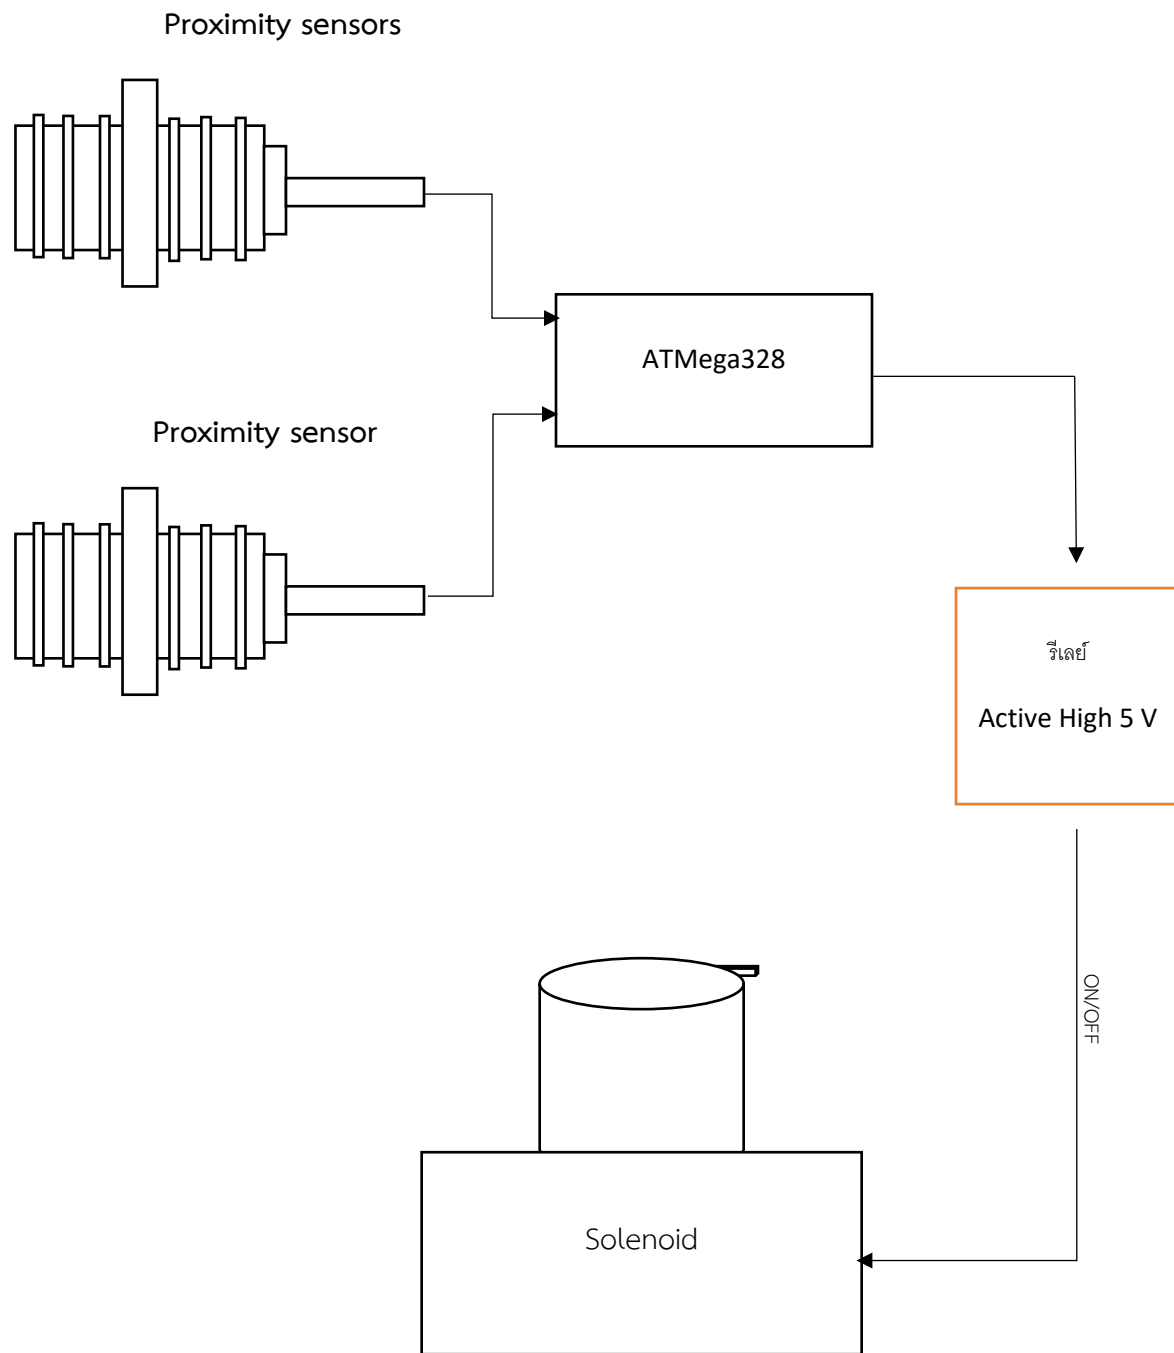 Proximity sensors
ATMega328
Proximity sensor
รีเลย์
Active High 5 V
ON/OFF
Solenoid